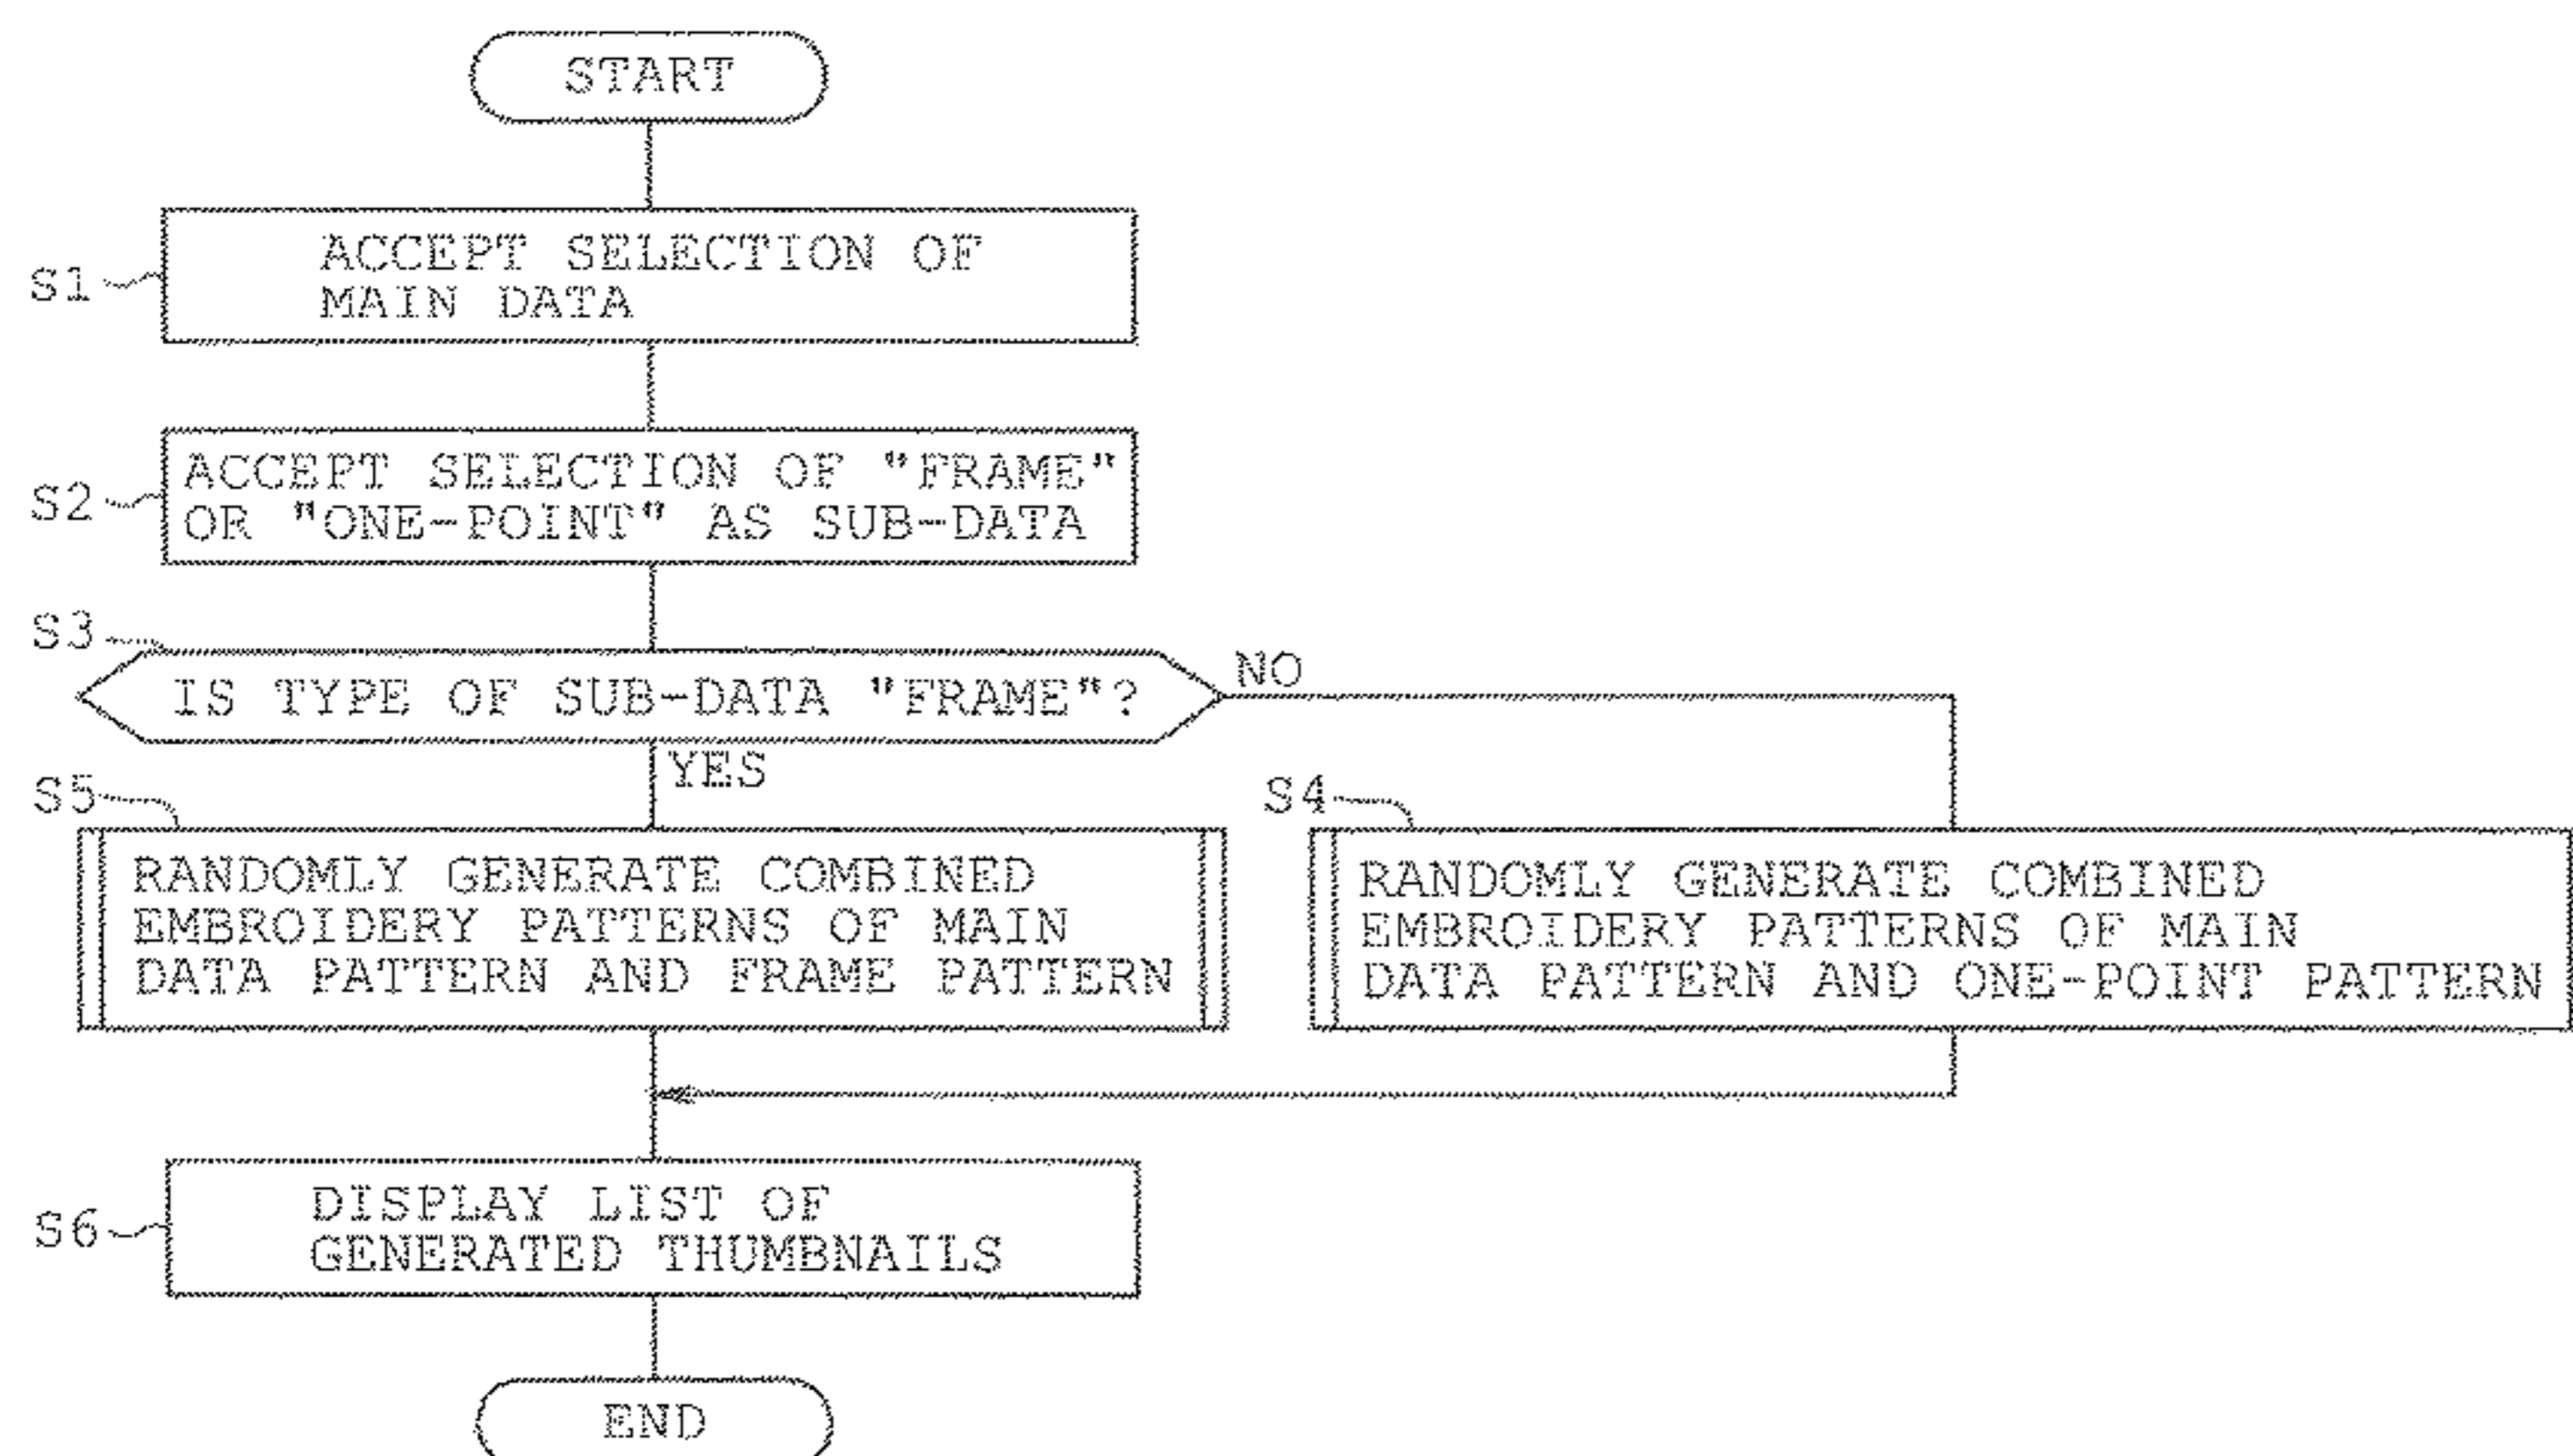 START
S1
ACCEPT SELECTION OF
MAIN DATA
S2
ACCEPT SELECTION OF "FRAME"
OR "ONE-POINT" AS SUB-DATA
S3
IS TYPE OF SUB-DATA "FRAME"?
NO
YES
S5
RANDOMLY GENERATE COMBINED
EMBROIDERY PATTERNS OF MAIN
DATA PATTERN AND FRAME PATTERN
S4
RANDOMLY GENERATE COMBINED
EMBROIDERY PATTERNS OF MAIN
DATA PATTERN AND ONE-POINT PATTERN
S6
DISPLAY LIST OF
GENERATED THUMBNAILS
END